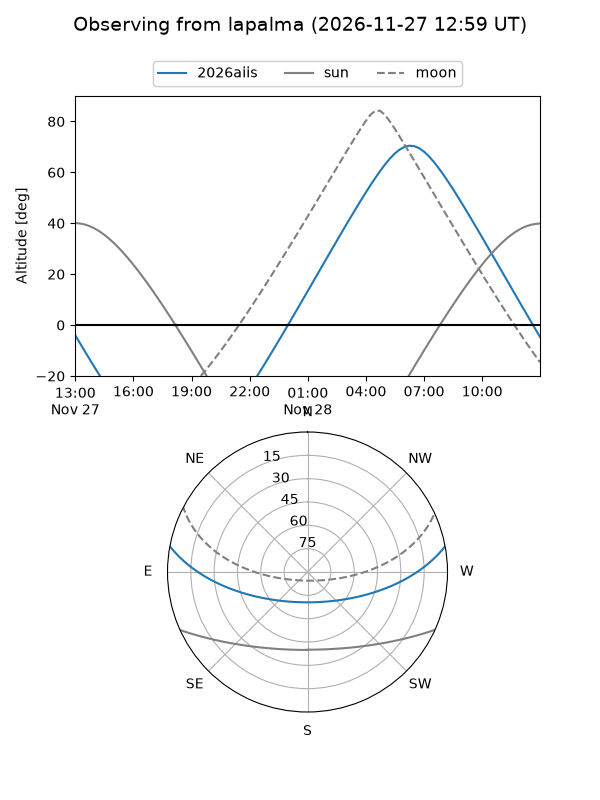 Observing from lapalma (2026-11-27 12:59 UT)
2026aiis sun moon
80
60
40
20
0
−20
Altitude [deg]
13:00 16:00 19:00 22:00 01:00 04:00 07:00 10:00
Nov 27 Nov 28
N
NE NW
15
30
45
60
75
E W
SE SW
S